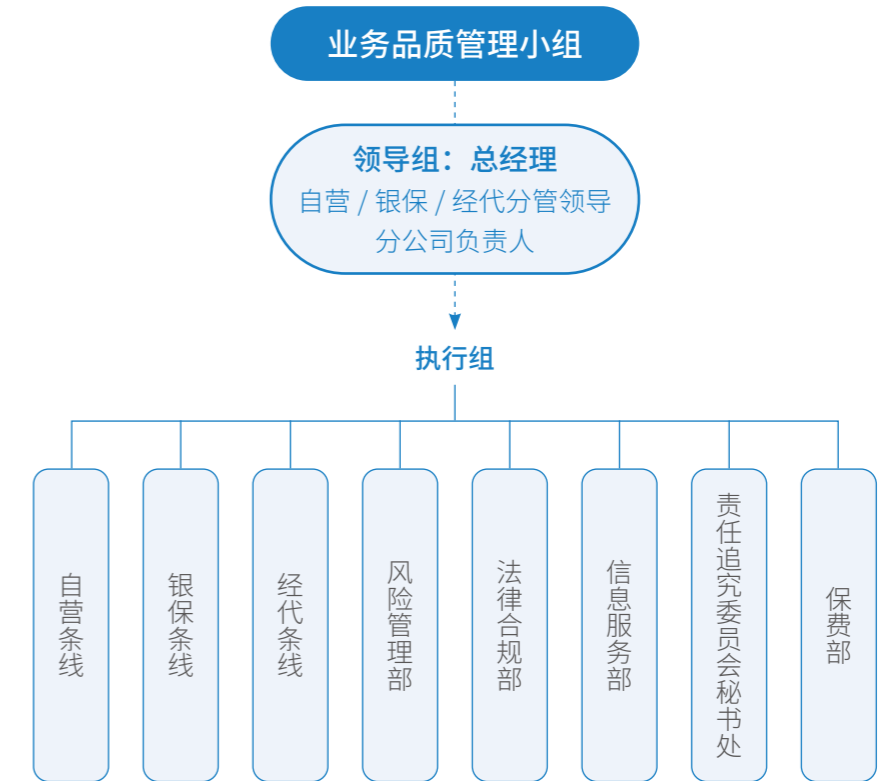 业务品质管理小组
领导组：总经理
自营 / 银保 / 经代分管领导
分公司负责人
执行组
自营条线
银保条线
经代条线
风险管理部
法律合规部
信息服务部
责任追究委员会秘书处
保费部